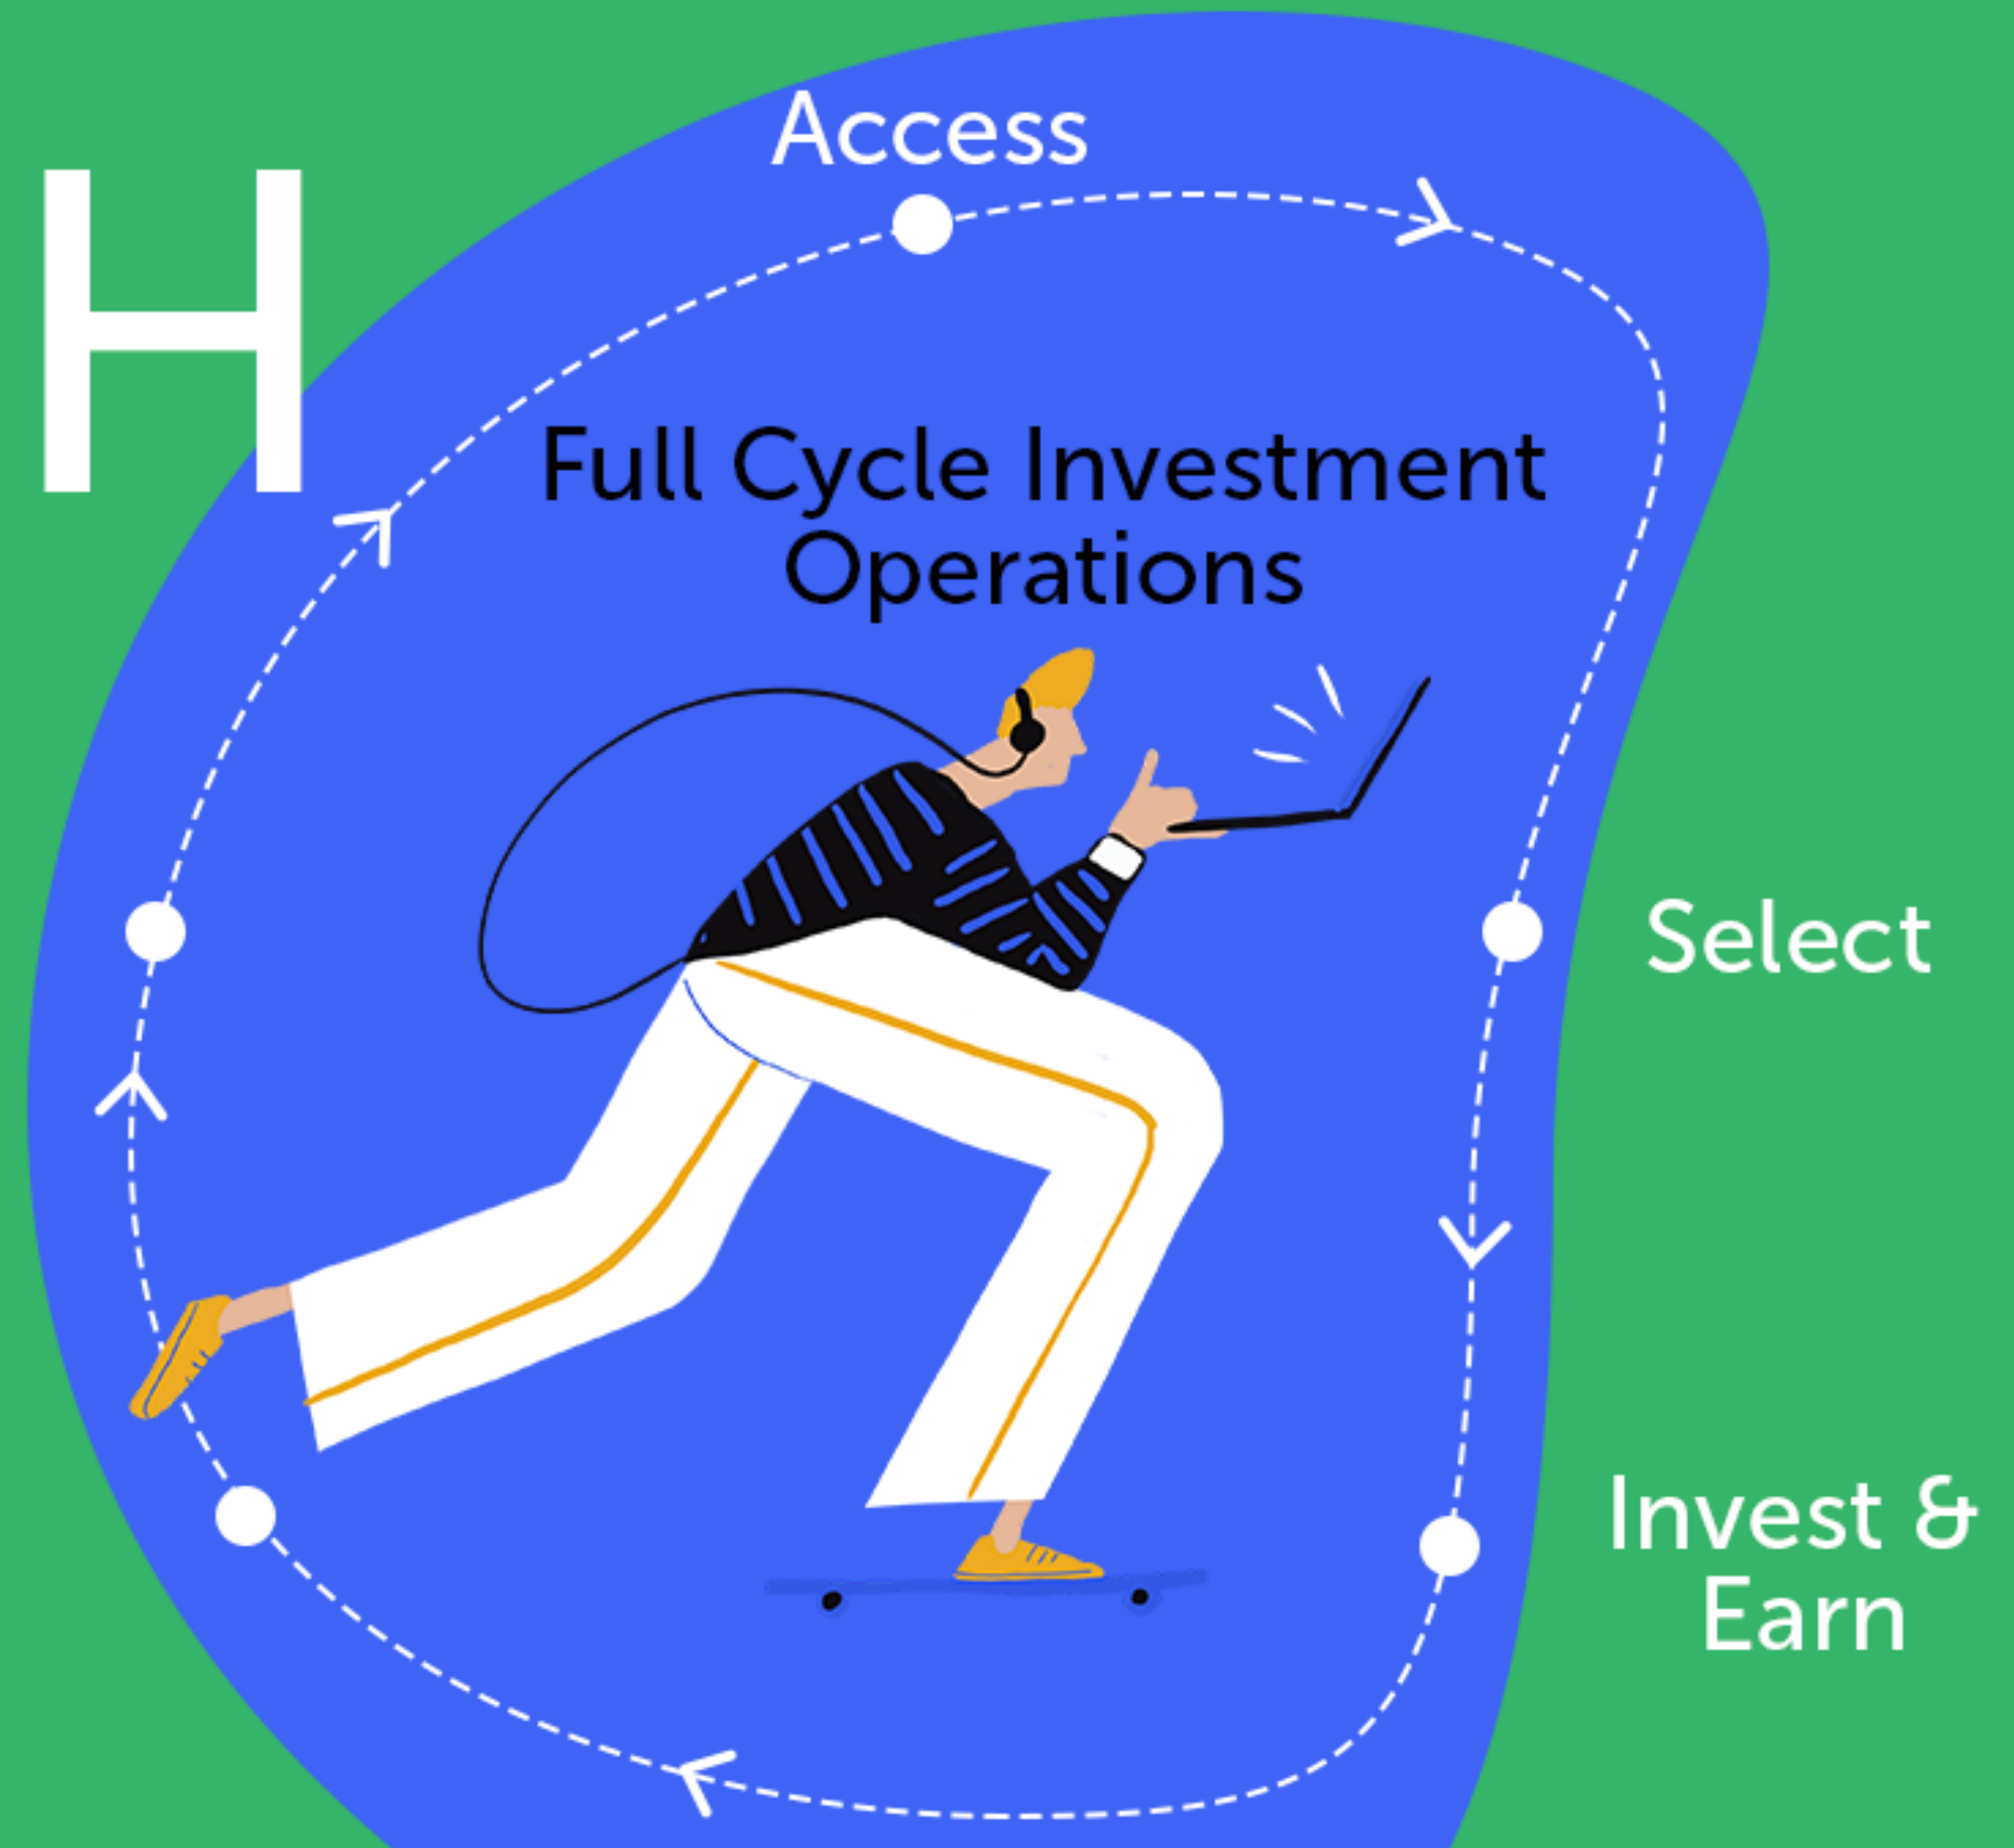 Access
H
Full Cycle Investment
Operations
Select
Invest &
Earn